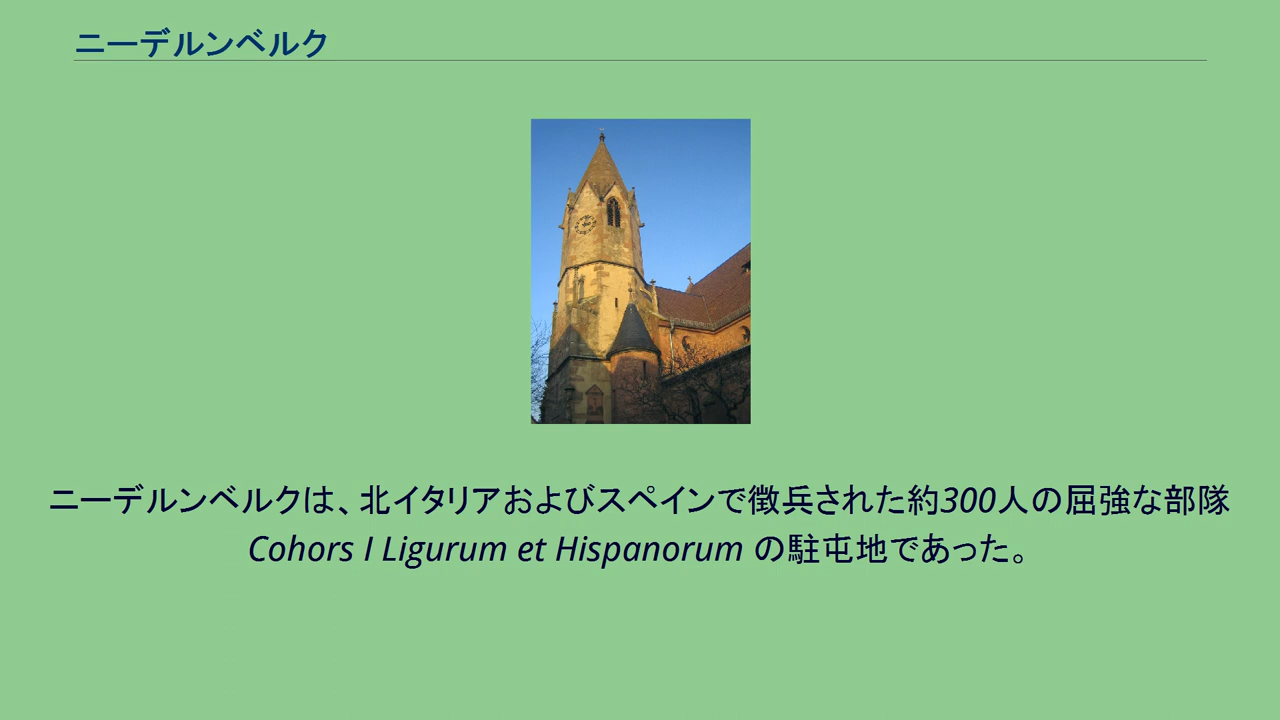 ニーデルンベルク
ニーデルンベルクは、北イタリアおよびスペインで徴兵された約300人の屈強な部隊
Cohors I Ligurum et Hispanorum の駐屯地であった。